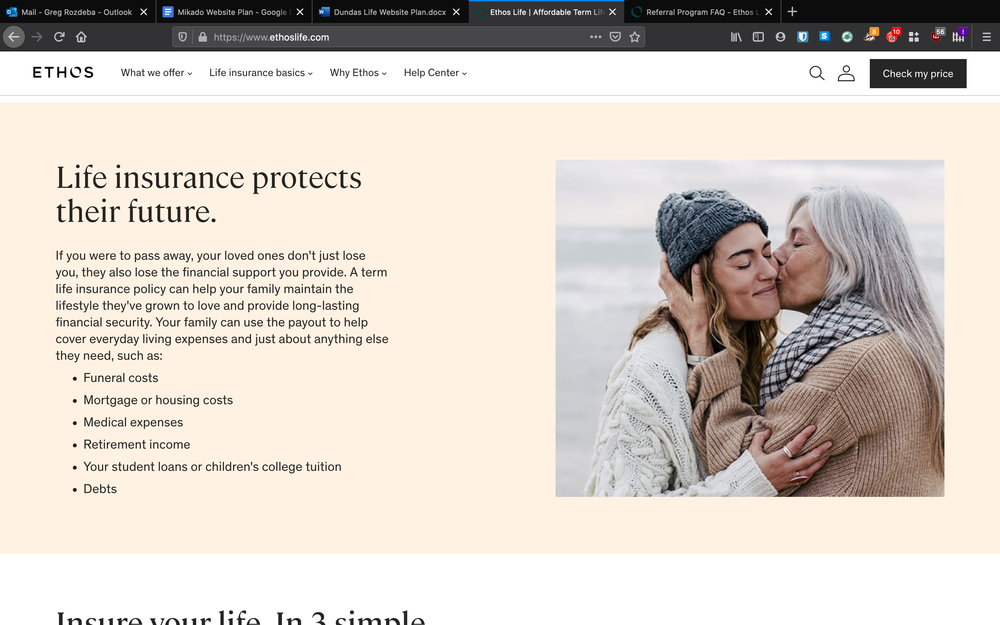 Mail - Greg Rozdeba - Outlook
Mikado Website Plan - Google
Dundas Life Website Plan.docx
Ethos Life | Affordable Term Life
Referral Program FAQ - Ethos L
https://www.ethoslife.com
8
10
56
!
ETHOS
What we offer
Life insurance basics
Why Ethos
Help Center
Check my price
Life insurance protects
their future.
If you were to pass away, your loved ones don't just lose
you, they also lose the financial support you provide. A term
life insurance policy can help your family maintain the
lifestyle they've grown to love and provide long-lasting
financial security. Your family can use the payout to help
cover everyday living expenses and just about anything else
they need, such as:
• Funeral costs
• Mortgage or housing costs
• Medical expenses
• Retirement income
• Your student loans or children's college tuition
• Debts
Insure your life. In 3 simple